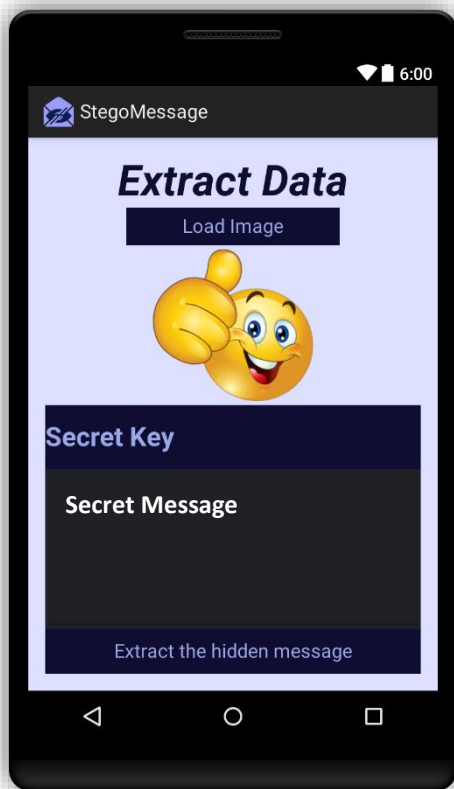 6:00
StegoMessage
Extract Data
Load Image
Secret Key
Secret Message
Extract the hidden message